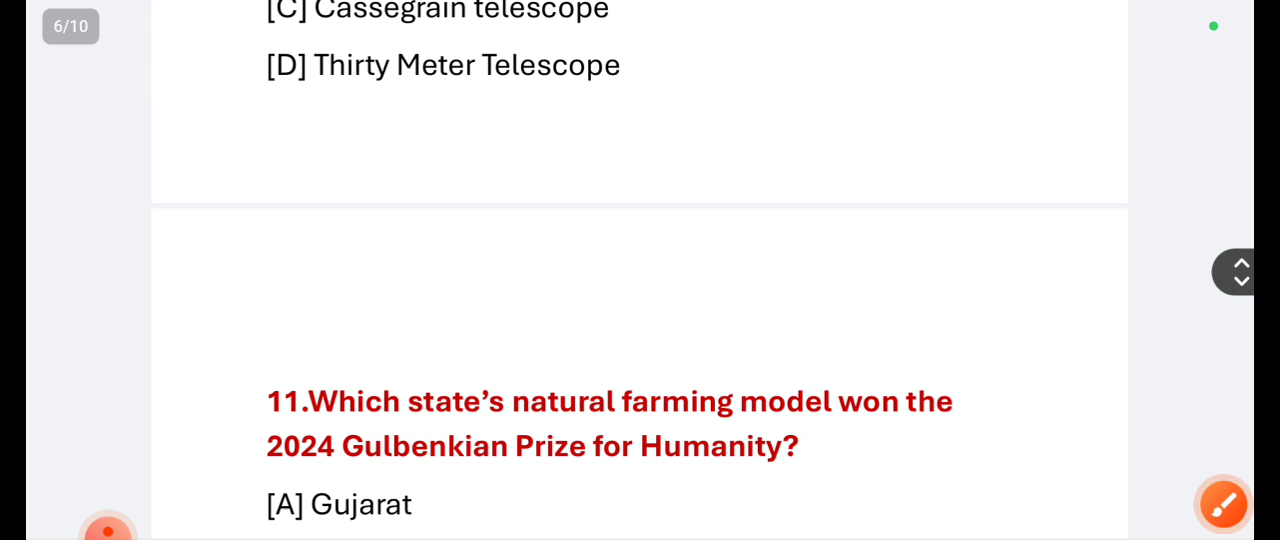 [C] Cassegrain telescope
6/10
[D] Thirty Meter Telescope
11.Which state’s natural farming model won the
2024 Gulbenkian Prize for Humanity?
[A] Gujarat